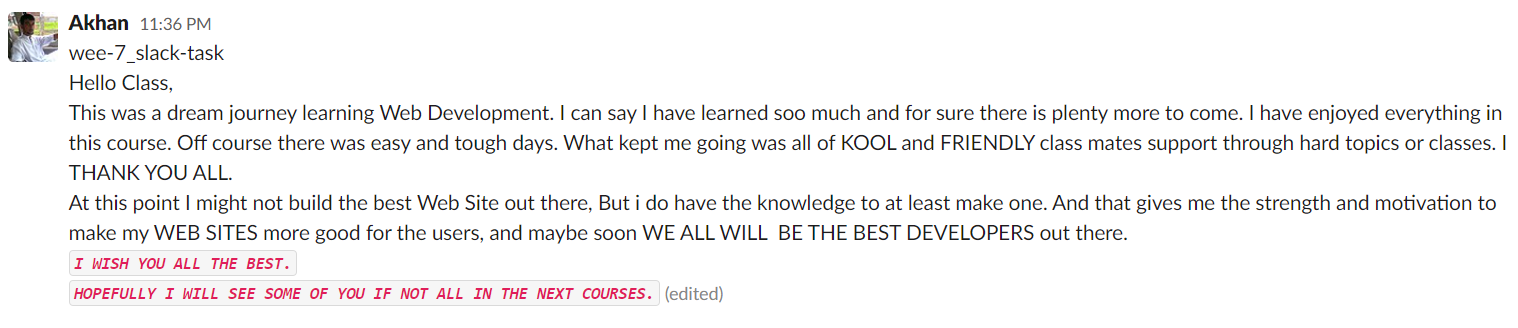 Akhan 11:36 PM
wee-7_slack-task
Hello Class,
This was a dream journey learning Web Development. I can say I have learned soo much and for sure there is plenty more to come. I have enjoyed everything in
this course. Off course there was easy and tough days. What kept me going was all of KOOL and FRIENDLY class mates support through hard topics or classes. I
THANK YOU ALL.
At this point I might not build the best Web Site out there, But i do have the knowledge to at least make one. And that gives me the strength and motivation to
make my WEB SITES more good for the users, and maybe soon WE ALL WILL  BE THE BEST DEVELOPERS out there.
I WISH YOU ALL THE BEST.
HOPEFULLY I WILL SEE SOME OF YOU IF NOT ALL IN THE NEXT COURSES. (edited)